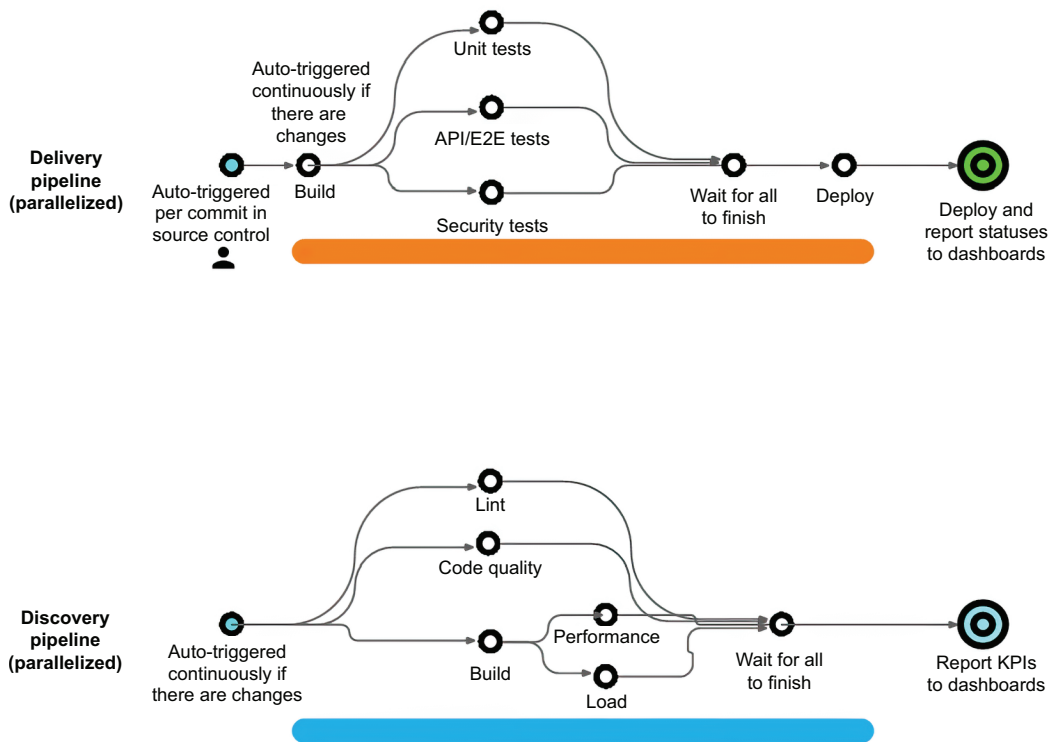 Unit tests
Auto-triggered
continuously if
there are
changes
API/E2E tests
Delivery
pipeline
(parallelized)
Auto-triggered
per commit in
source control
Build
Security tests
Wait for all
to finish
Deploy
Deploy and
report statuses
to dashboards
Lint
Code quality
Discovery
pipeline
(parallelized)
Auto-triggered
continuously if
there are changes
Build
Performance
Load
Wait for all
to finish
Report KPIs
to dashboards